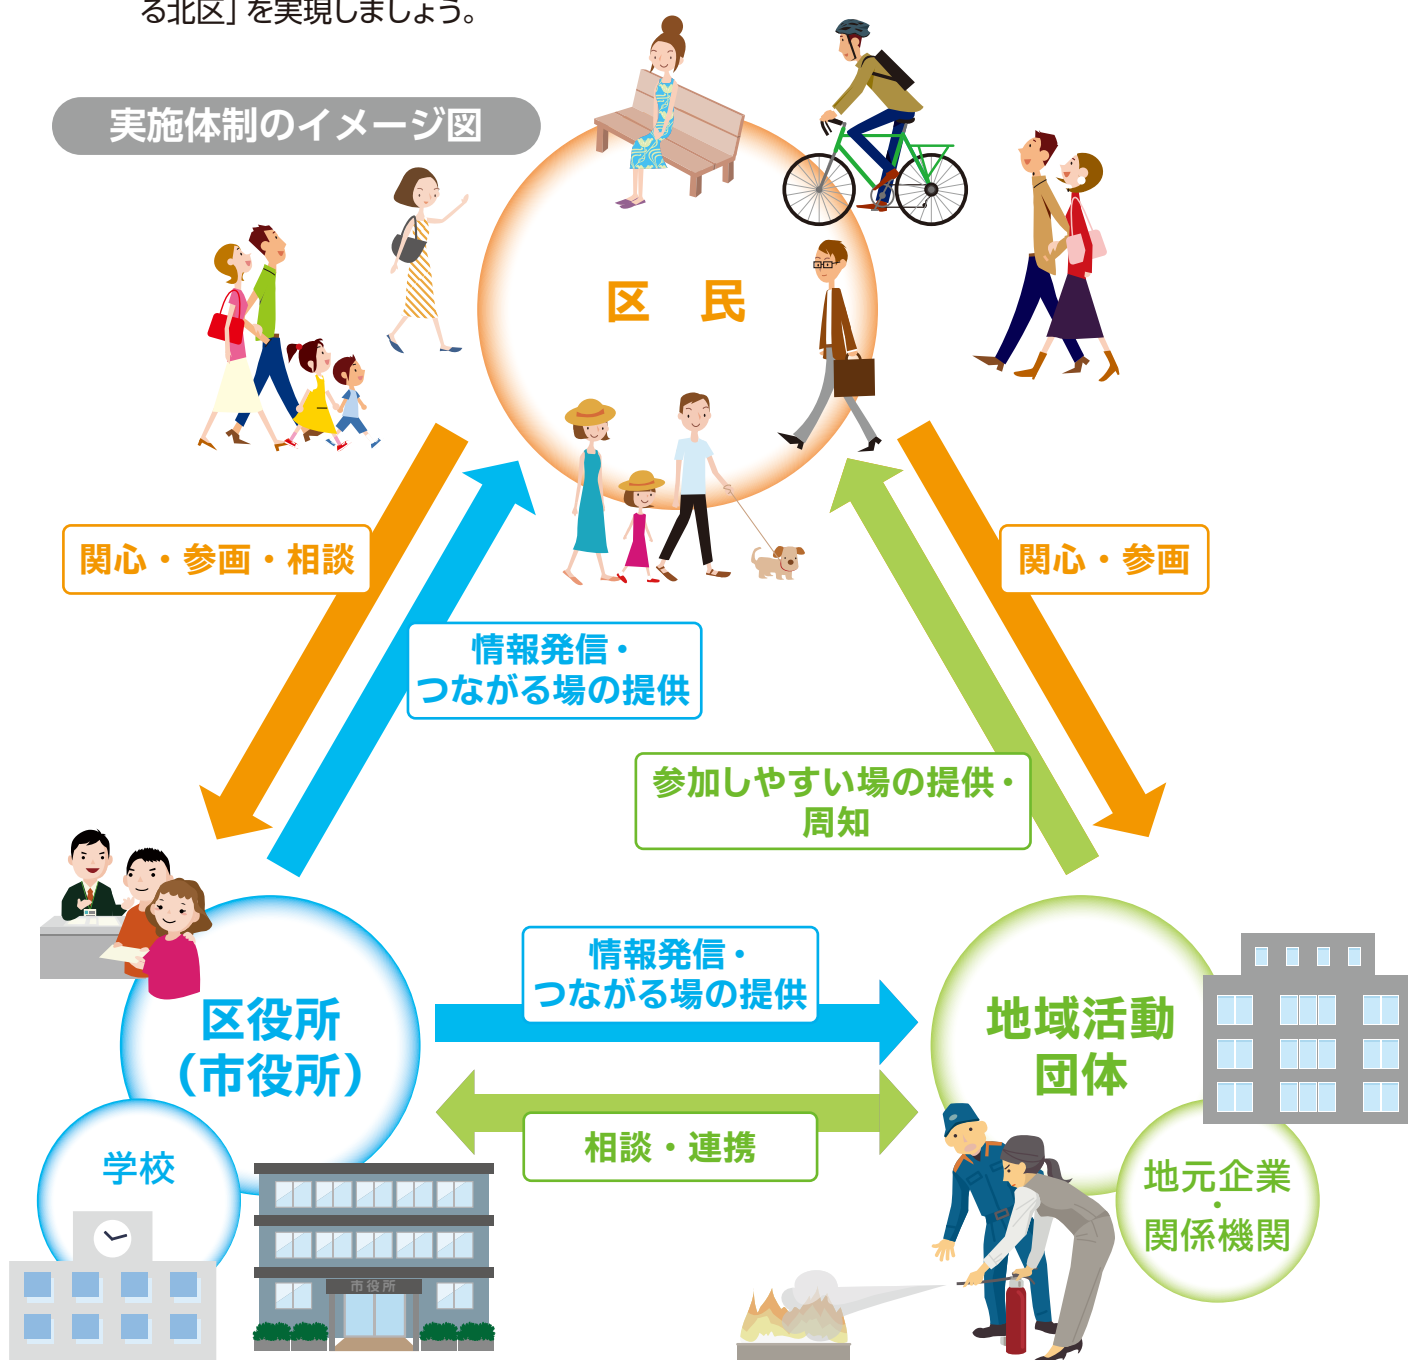 る北区」を実現しましょう。
実施体制のイメージ図
区 民
関心・参画・相談
関心・参画
情報発信・
つながる場の提供
参加しやすい場の提供・
周知
情報発信・
つながる場の提供
区役所
（市役所）
地域活動
団体
相談・連携
学校
地元企業
・
関係機関
市役所